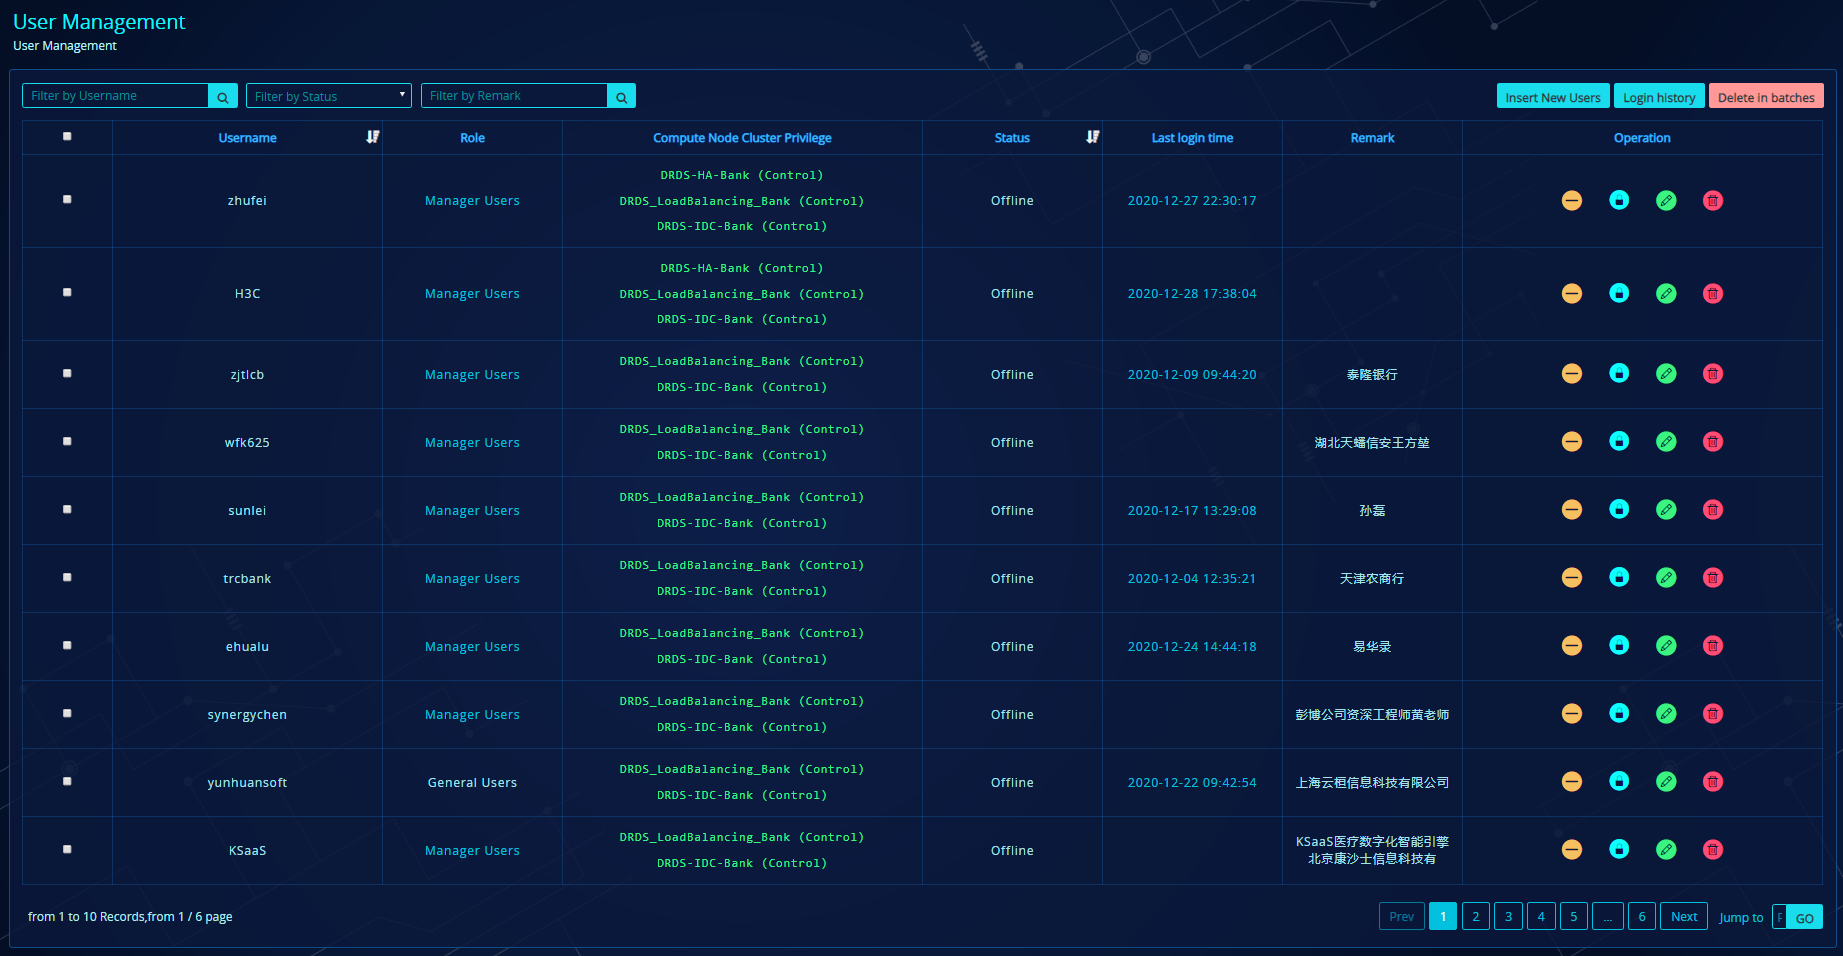 User Management
User Management
Filter by Username Filter by Status Filter by Remark Insert New Users Login history Delete in batches
Username Role Compute Node Cluster Privilege Status Last login time Remark Operation
DRDS-HA-Bank (Control)
zhufei Manager Users DRDS_LoadBalancing_Bank (Control) Offline 2020-12-27 22:30:17
DRDS-IDC-Bank (Control)
DRDS-HA-Bank (Control)
H3C Manager Users DRDS_LoadBalancing_Bank (Control) Offline 2020-12-28 17:38:04
DRDS-IDC-Bank (Control)
DRDS_LoadBalancing_Bank (Control)
zjtlcb Manager Users Offline 2020-12-09 09:44:20 泰隆银行
DRDS-IDC-Bank (Control)
DRDS_LoadBalancing_Bank (Control)
wfk625 Manager Users Offline 湖北天蟠信安王方堃
DRDS-IDC-Bank (Control)
DRDS_LoadBalancing_Bank (Control)
sunlei Manager Users Offline 2020-12-17 13:29:08 孙磊
DRDS-IDC-Bank (Control)
DRDS_LoadBalancing_Bank (Control)
trcbank Manager Users Offline 2020-12-04 12:35:21 天津农商行
DRDS-IDC-Bank (Control)
DRDS_LoadBalancing_Bank (Control)
ehualu Manager Users Offline 2020-12-24 14:44:18 易华录
DRDS-IDC-Bank (Control)
DRDS_LoadBalancing_Bank (Control)
synergychen Manager Users Offline 彭博公司资深工程师黄老师
DRDS-IDC-Bank (Control)
DRDS_LoadBalancing_Bank (Control)
yunhuansoft General Users Offline 2020-12-22 09:42:54 上海云桓信息科技有限公司
DRDS-IDC-Bank (Control)
DRDS_LoadBalancing_Bank (Control) KSaaS医疗数字化智能引擎
KSaaS Manager Users Offline
DRDS-IDC-Bank (Control) 北京康沙士信息科技有
from 1 to 10 Records,from 1 / 6 page Prev 1 2 3 4 5 ... 6 Next Jump to GO